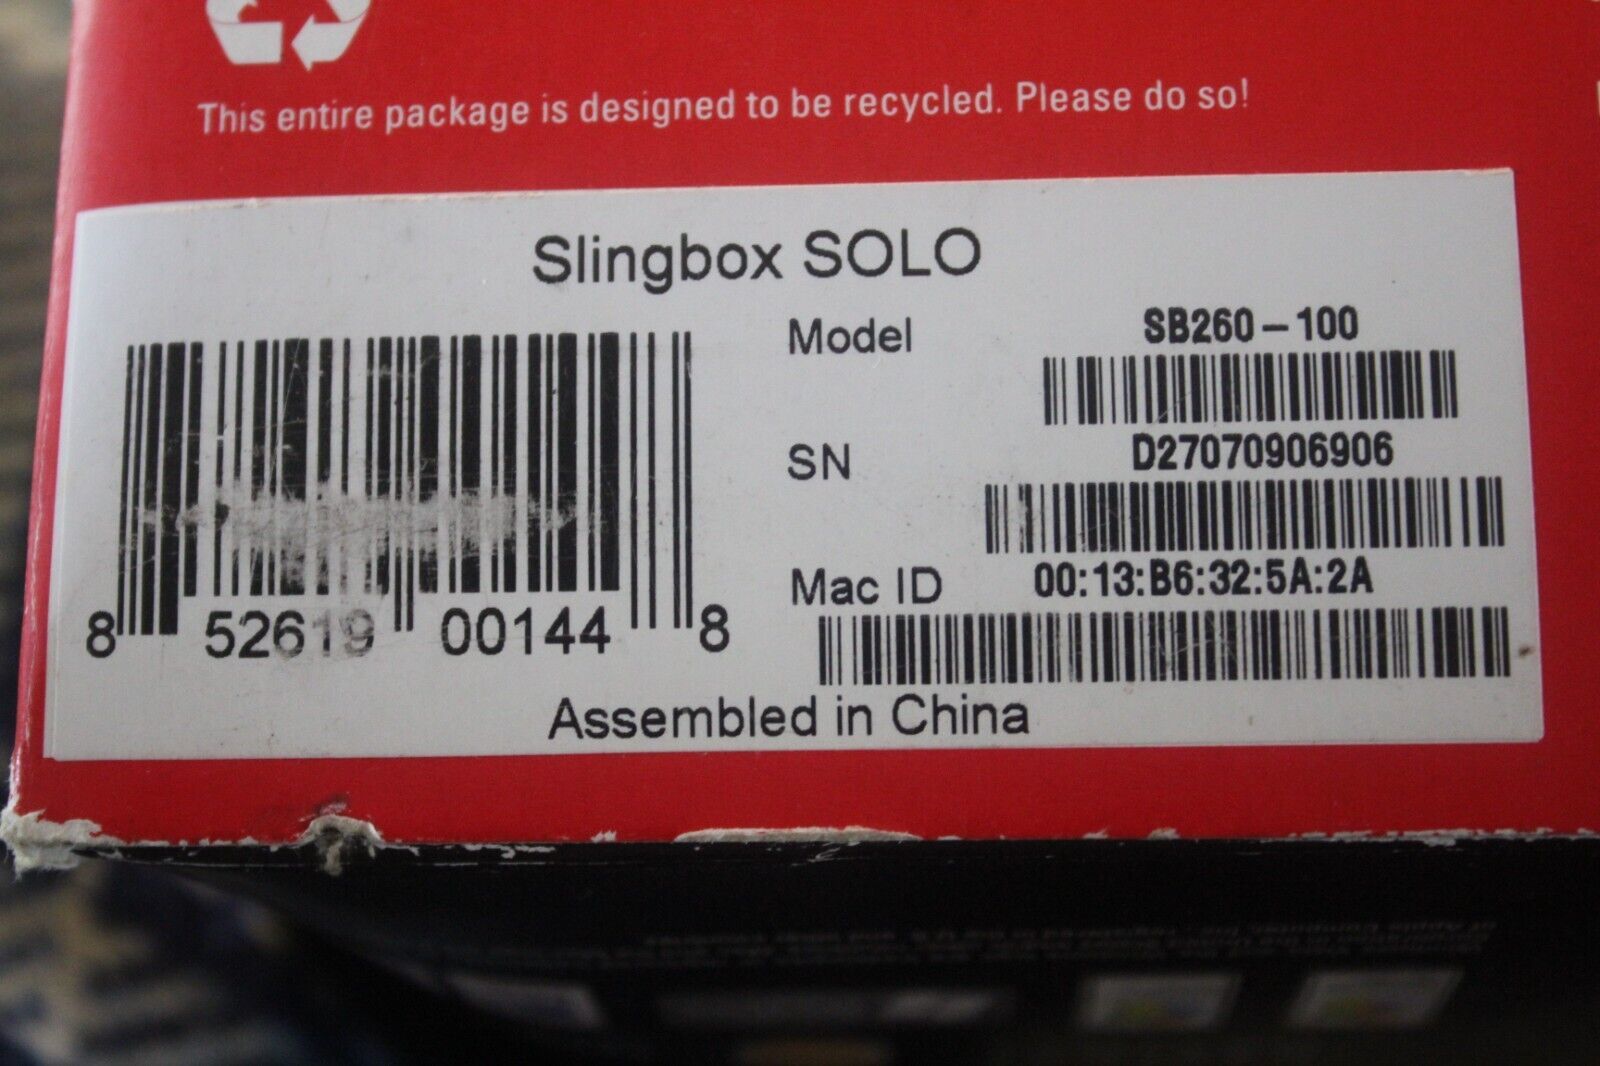 This entire package is designed to be recycled. Please do so!
Slingbox SOLO
Model SB260-100
SN D27070906906
Mac ID 00:13:B6:32:5A:2A
8 52619 00144 8
Assembled in China